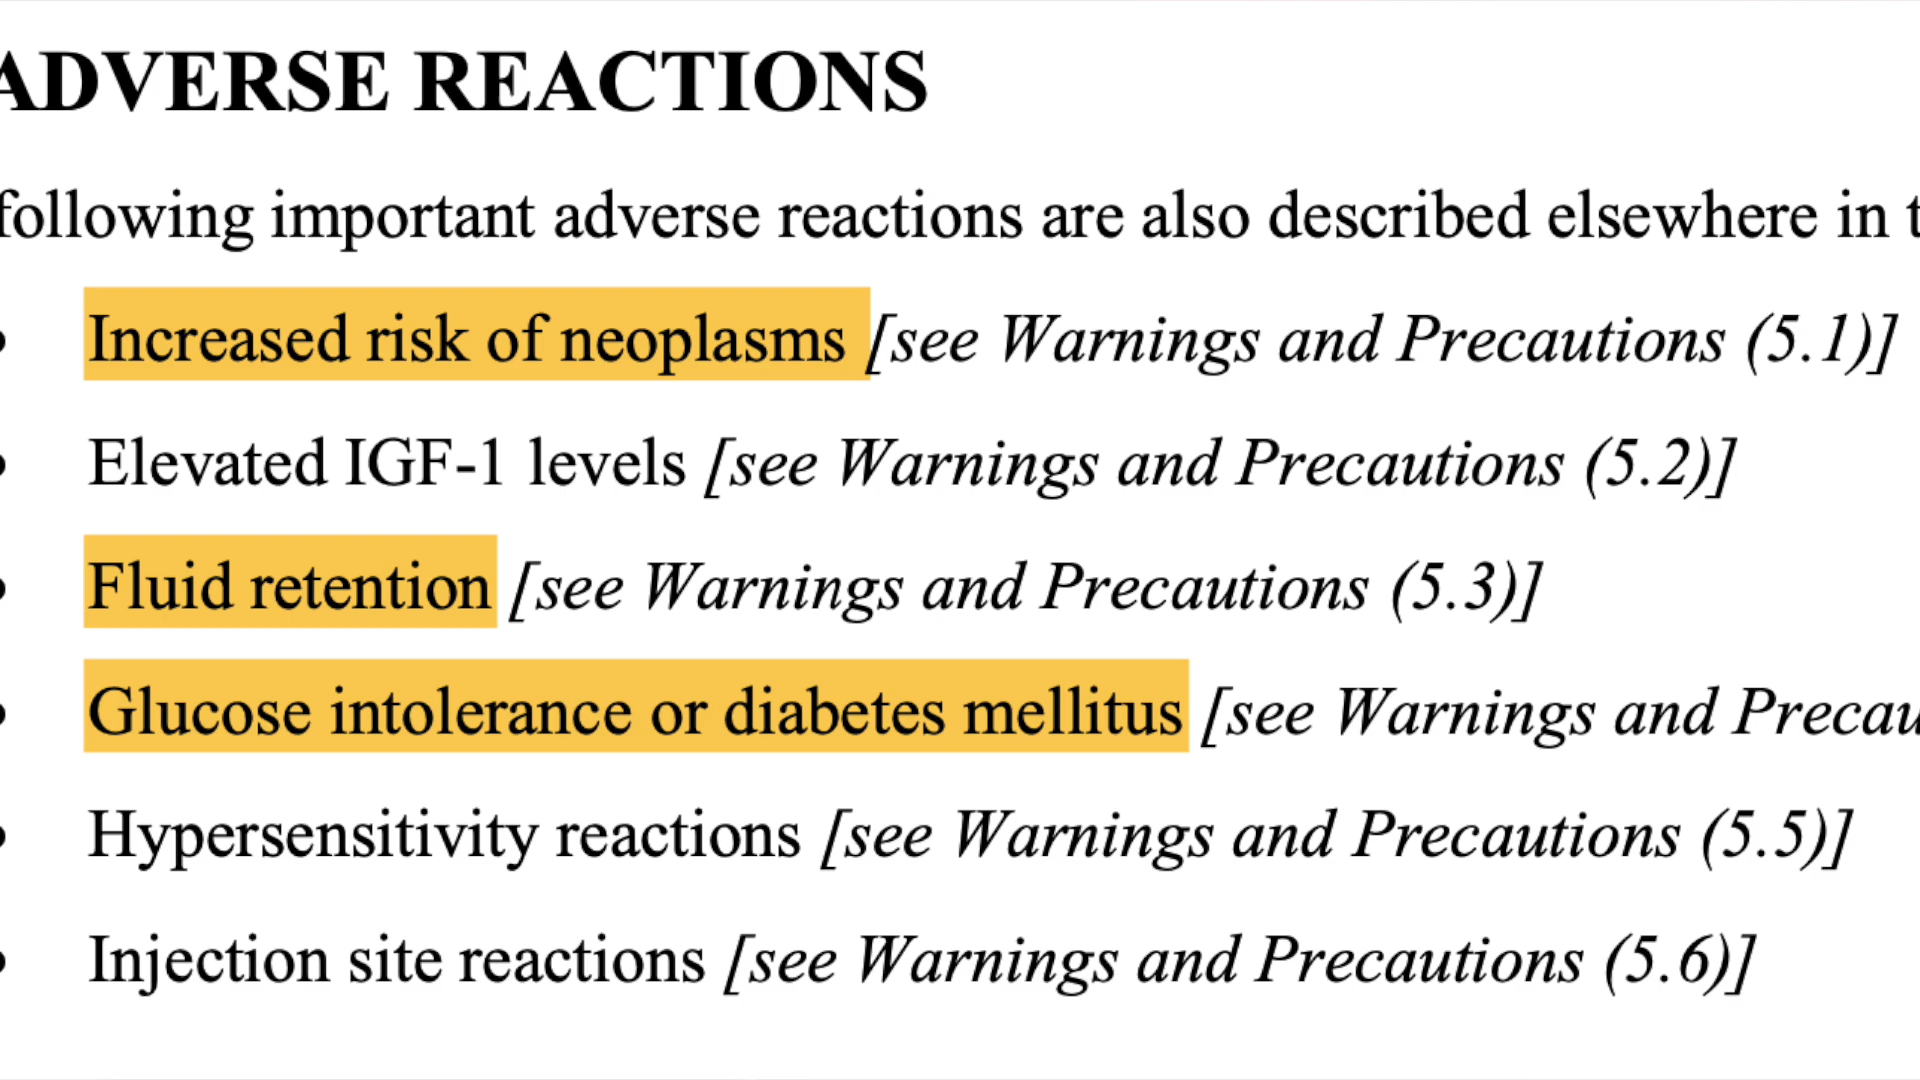 ADVERSE REACTIONS
following important adverse reactions are also described elsewhere in
• Increased risk of neoplasms [see Warnings and Precautions (5.1)]
• Elevated IGF-1 levels [see Warnings and Precautions (5.2)]
• Fluid retention [see Warnings and Precautions (5.3)]
• Glucose intolerance or diabetes mellitus [see Warnings and
• Hypersensitivity reactions [see Warnings and Precautions (5.5)]
• Injection site reactions [see Warnings and Precautions (5.6)]